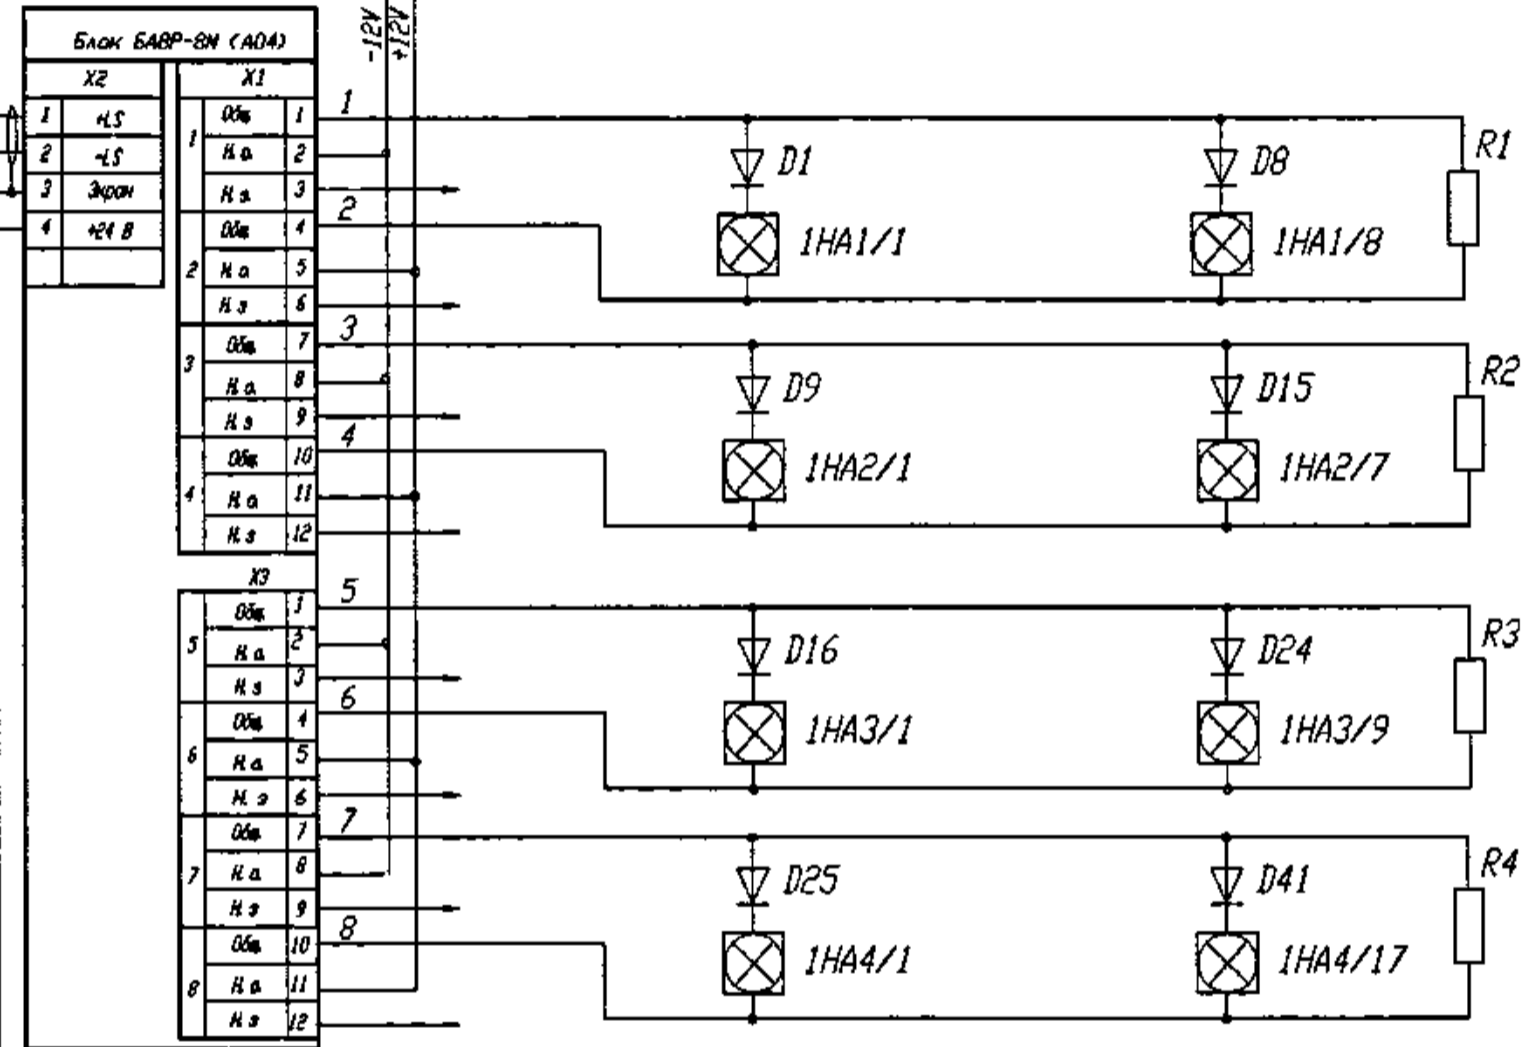 Блок БА8Р-8М (А04)
-12V
+12V
X2
X1
1 +LS
2 -LS
3 Экран
4 +24 В
1
Общ 1
Н.о. 2
Н.з. 3
2
Общ 4
Н.о. 5
Н.з. 6
3
Общ. 7
Н.о. 8
Н.з. 9
4
Общ. 10
Н.о. 11
Н.з. 12
X3
5
Общ. 1
Н.о. 2
Н.з. 3
6
Общ. 4
Н.о. 5
Н.з. 6
7
Общ. 7
Н.о. 8
Н.з. 9
8
Общ. 10
Н.о. 11
Н.з. 12
1
D1
D8
R1
2
1HA1/1
1HA1/8
3
D9
D15
R2
4
1HA2/1
1HA2/7
5
D16
D24
R3
6
1HA3/1
1HA3/9
7
D25
D41
R4
8
1HA4/1
1HA4/17